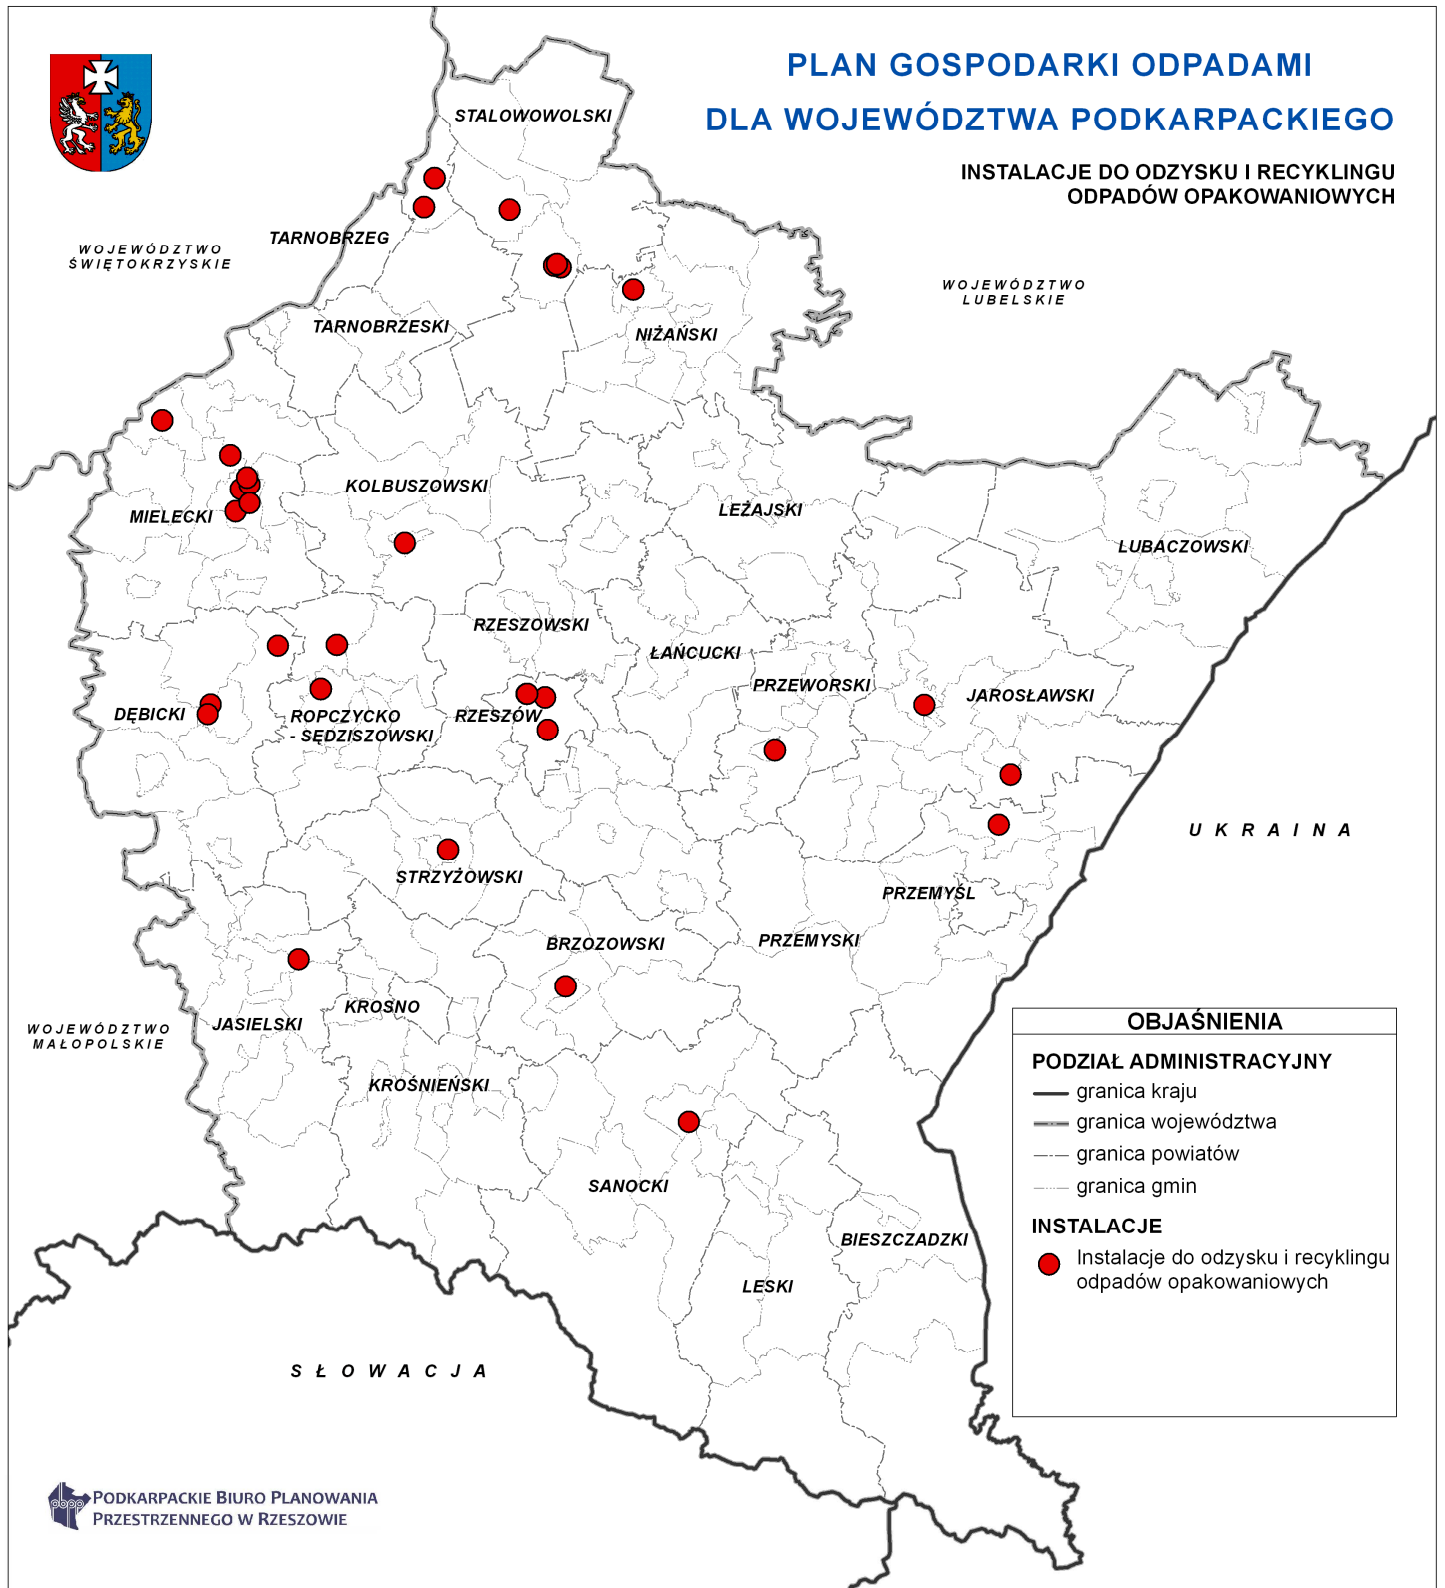 PLAN GOSPODARKI ODPADAMI
DLA WOJEWÓDZTWA PODKARPACKIEGO
INSTALACJE DO ODZYSKU I RECYKLINGU
ODPADÓW OPAKOWANIOWYCH
STALOWOWOLSKI
TARNOBRZEG
WOJEWÓDZTWO
ŚWIĘTOKRZYSKIE
WOJEWÓDZTWO
LUBELSKIE
TARNOBRZESKI
NIŻAŃSKI
KOLBUSZOWSKI
MIELECKI
LEŻAJSKI
LUBACZOWSKI
RZESZOWSKI
ŁAŃCUCKI
PRZEWORSKI
JAROSŁAWSKI
DĘBICKI
ROPCZYCKO
- SĘDZISZOWSKI
RZESZÓW
UKRAINA
STRZYŻOWSKI
PRZEMYŚL
BRZOZOWSKI
PRZEMYSKI
KROSNO
JASIELSKI
WOJEWÓDZTWO
MAŁOPOLSKIE
KROŚNIEŃSKI
SANOCKI
BIESZCZADZKI
LESKI
SŁOWACJA
OBJAŚNIENIA
PODZIAŁ ADMINISTRACYJNY
granica kraju
granica województwa
granica powiatów
granica gmin
INSTALACJE
Instalacje do odzysku i recyklingu
odpadów opakowaniowych
pbpp
PODKARPACKIE BIURO PLANOWANIA
PRZESTRZENNEGO W RZESZOWIE